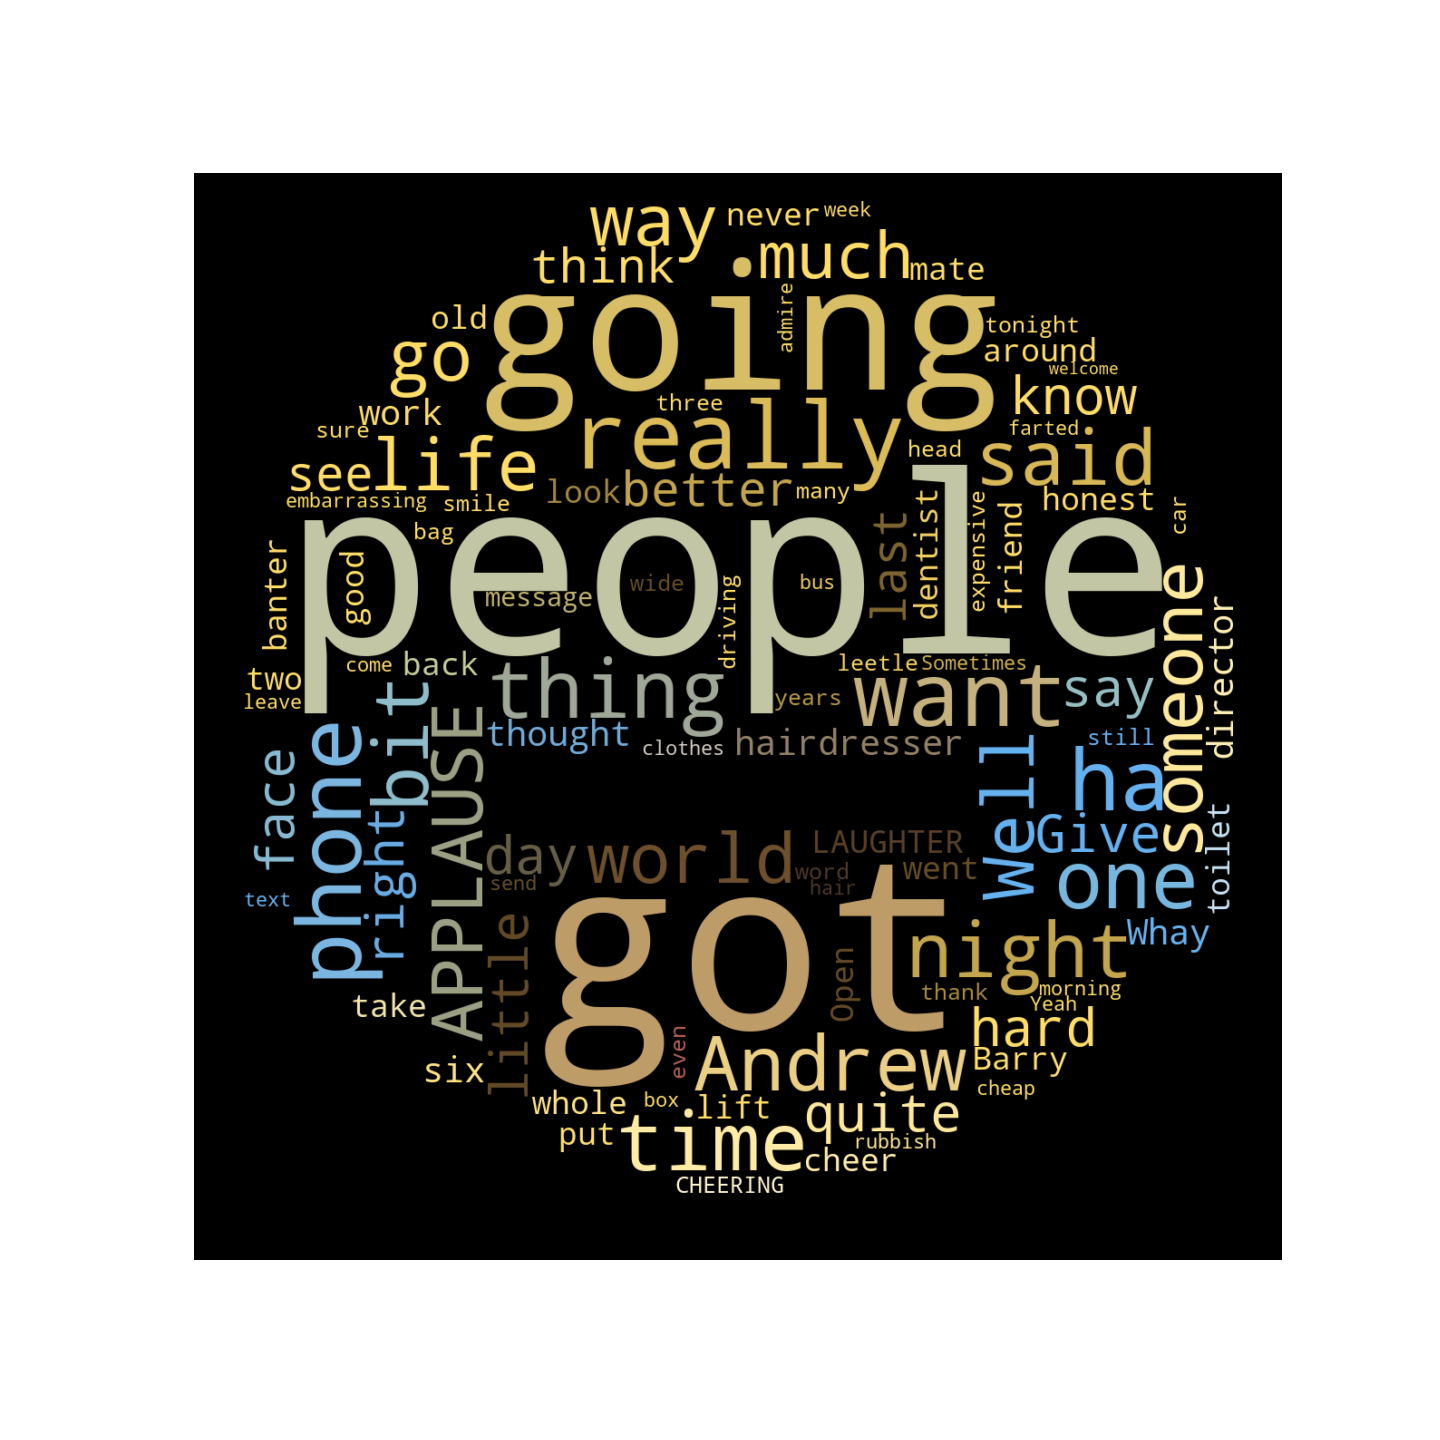 way never week
think much mate
going
admire
old tonight
go around
welcome
know
three
work really
sure farted
said
life head
see look better many honest
embarrassing smile
bag
people
car
last dentist expensive friend
banter good
message wide bus
driving
someone
director
come back leetle Sometimes
two thing want say
leave years
bit
phone
APPLAUSE
thought clothes hairdresser still
face
Well
ha
right
day world LAUGHTER Give
toilet
send word went one
hair
text
got
little
night Whay
Open
thank morning
take Yeah
hard
even
six Andrew Barry
cheap
whole box lift quite
put time rubbish
cheer
CHEERING